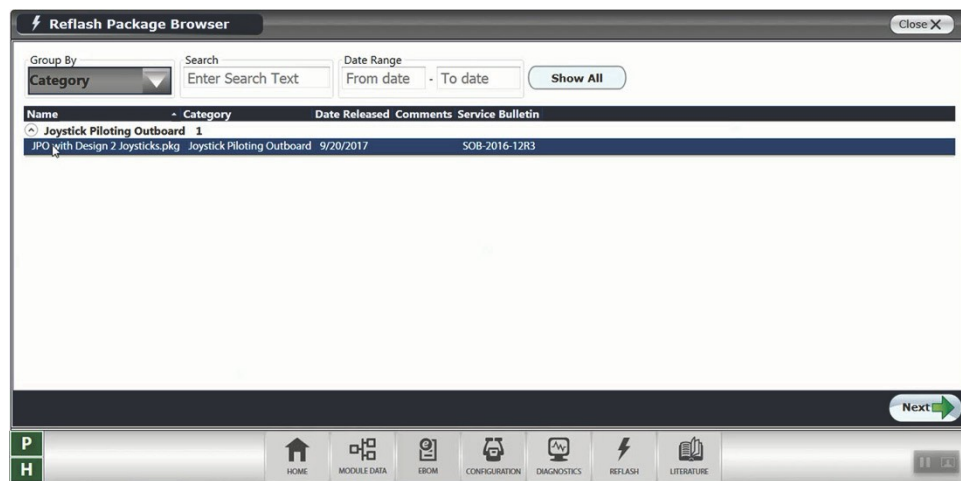 Reflash Package Browser
Close X
Group By
Search
Date Range
Category
Enter Search Text
From date - To date
Show All
Name Category Date Released Comments Service Bulletin
Joystick Piloting Outboard 1
JPO with Design 2 Joysticks.pkg Joystick Piloting Outboard 9/20/2017 SOB-2016-12R3
Next
P
H
HOME
MODULE DATA
EBOM
CONFIGURATION
DIAGNOSTICS
REFLASH
LITERATURE